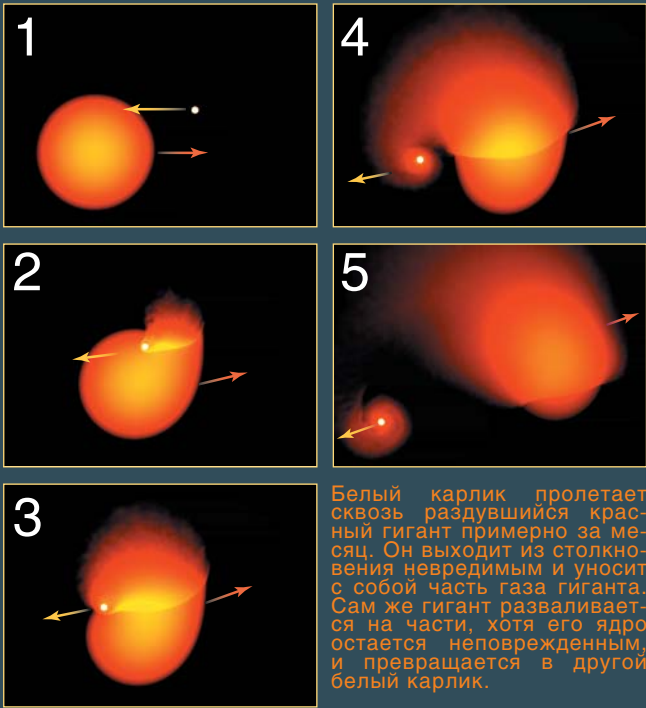 1
2
3
4
5
Белый карлик пролетает
сквозь раздувшийся крас-
ный гигант примерно за ме-
сяц. Он выходит из столкно-
вения невредимым и уносит
с собой часть газа гиганта.
Сам же гигант разваливает-
ся на части, хотя его ядро
остается неповрежденным,
и превращается в другой
белый карлик.